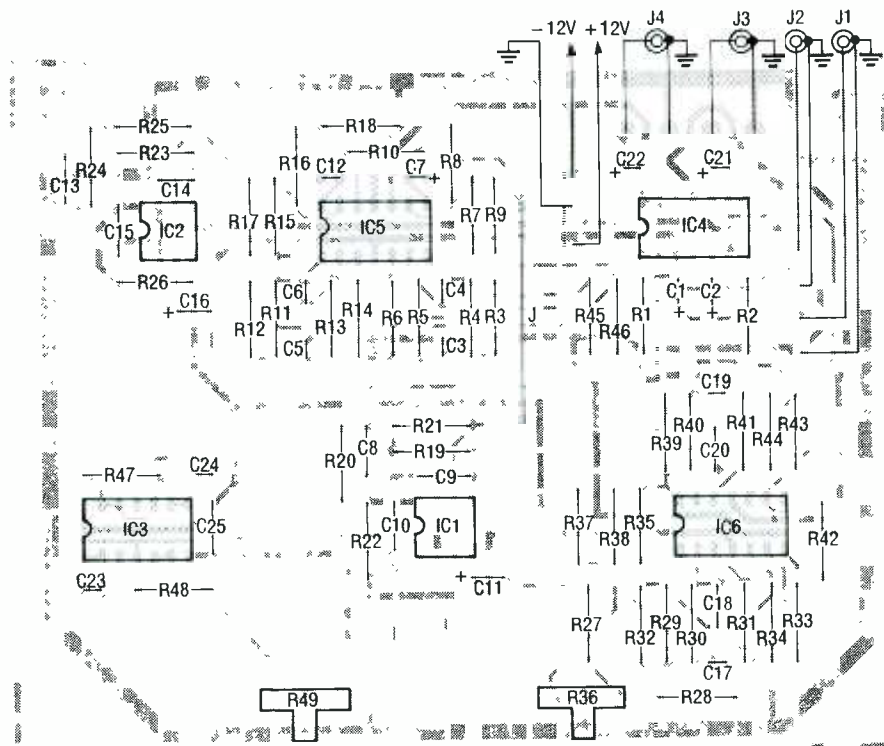 -12V +12V J4 J3 J2 J1
R25 R18
R23 R10
R24 R16 R8
C13 C12 C7 + + C22 + C21
C14
R17 R15 R7 R9
C15 IC2 IC5 IC4
R26
C6 C4 C1 C2
+ C16 R11 R14 + +
R12 R13 R6 R5 R4 R3 J R45 R46 R1 R2
C5 C3
C19
R21 R40 R41 R43
R20 C8 R19 R39 C20 R44
R47 C24 C9
IC3 C25 C10 IC1 R37 R35 IC6
R22 R38 R42
C23 R48 + C11
C18
R27 R32 R29 R30 R31 R34 R33
C17
R49 R36 R28